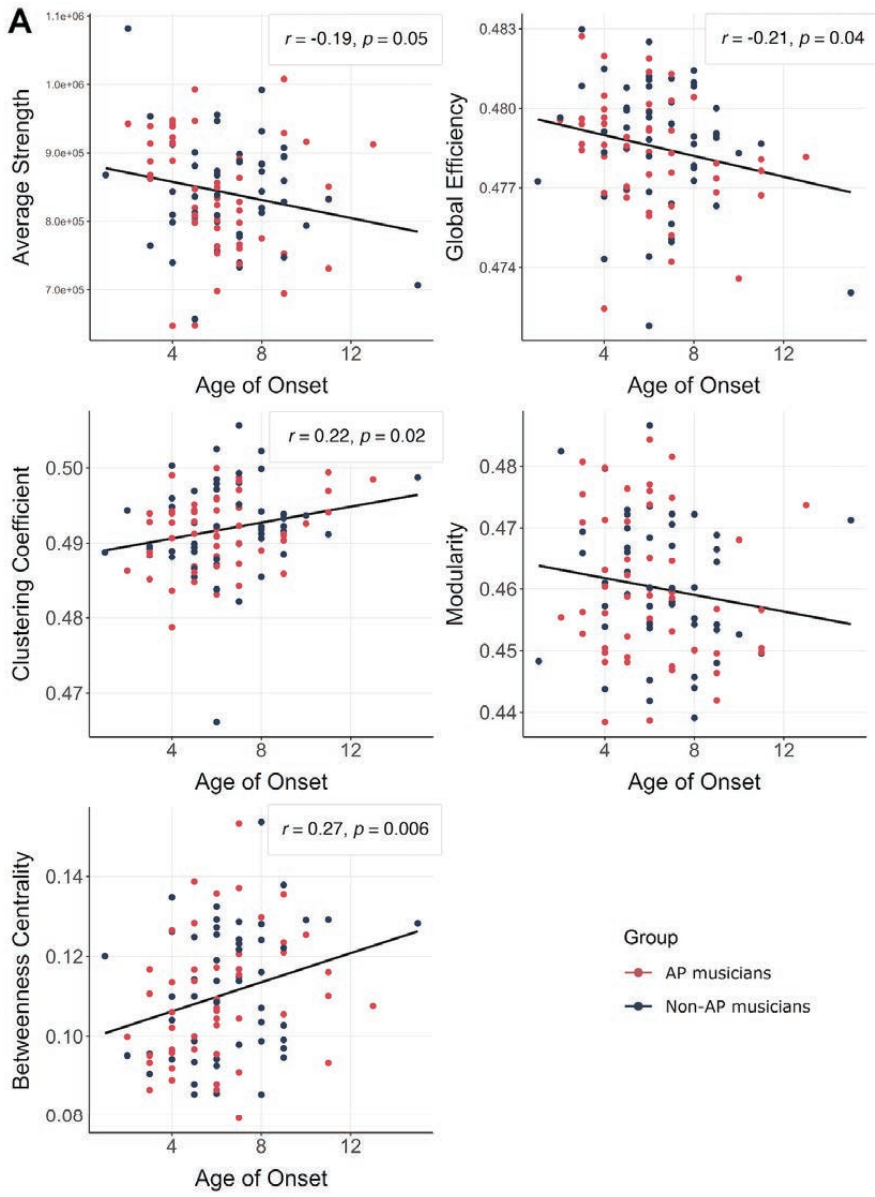 A
r = -0.19, p = 0.05
1.1e+06
1.0e+06
9.0e+05
8.0e+05
7.0e+05
Average Strength
4 8 12
Age of Onset
r = -0.21, p = 0.04
0.483
0.480
0.477
0.474
Global Efficiency
4 8 12
Age of Onset
r = 0.22, p = 0.02
0.50
0.49
0.48
0.47
Clustering Coefficient
4 8 12
Age of Onset
0.48
0.47
0.46
0.45
0.44
Modularity
4 8 12
Age of Onset
r = 0.27, p = 0.006
0.14
0.12
0.10
0.08
Betweenness Centrality
4 8 12
Age of Onset
Group
AP musicians
Non-AP musicians